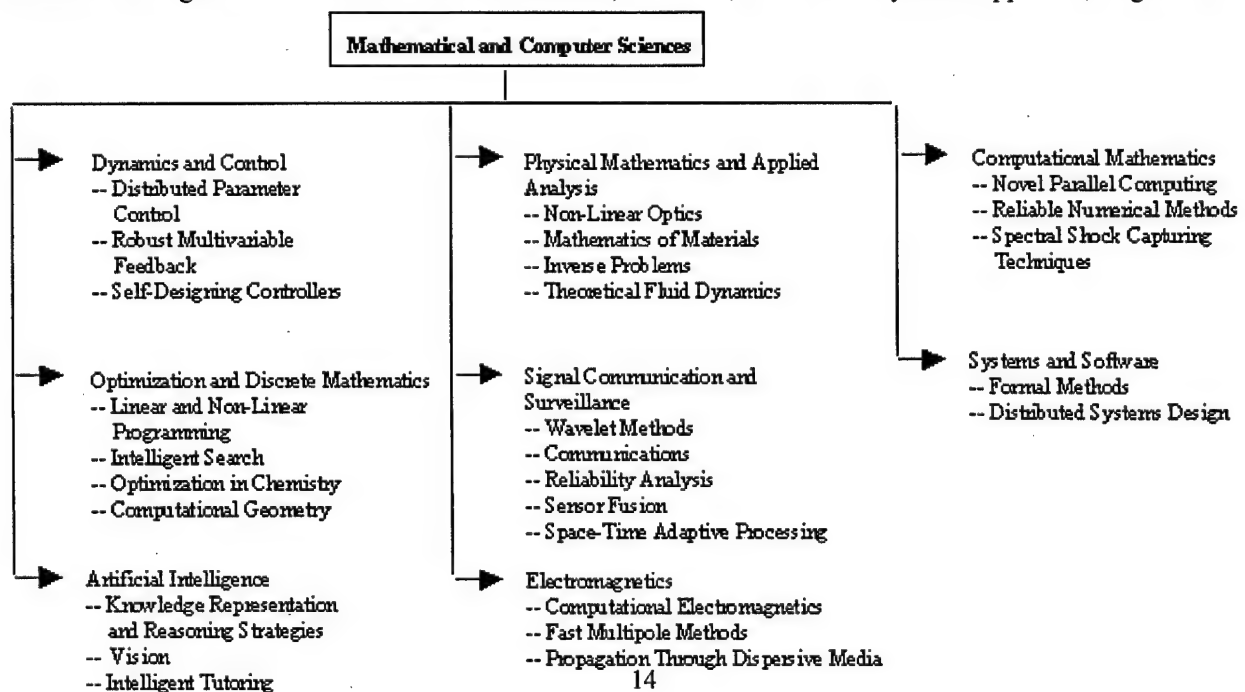 Mathematical and Computer Sciences
Dynamics and Control
-- Distributed Parameter
Control
-- Robust Multivariable
Feedback
-- Self-Designing Controllers
Optimization and Discrete Mathematics
-- Linear and Non-Linear
Programming
-- Intelligent Search
-- Optimization in Chemistry
-- Computational Geometry
Artificial Intelligence
-- Knowledge Representation
and Reasoning Strategies
-- Vision
-- Intelligent Tutoring
Physical Mathematics and Applied
Analysis
-- Non-Linear Optics
-- Mathematics of Materials
-- Inverse Problems
-- Theoretical Fluid Dynamics
Signal Communication and
Surveillance
-- Wavelet Methods
-- Communications
-- Reliability Analysis
-- Sensor Fusion
-- Space-Time Adaptive Processing
Electromagnetics
-- Computational Electromagnetics
-- Fast Multipole Methods
-- Propagation Through Dispersive Media
Computational Mathematics
-- Novel Parallel Computing
-- Reliable Numerical Methods
-- Spectral Shock Capturing
Techniques
Systems and Software
-- Formal Methods
-- Distributed Systems Design
14